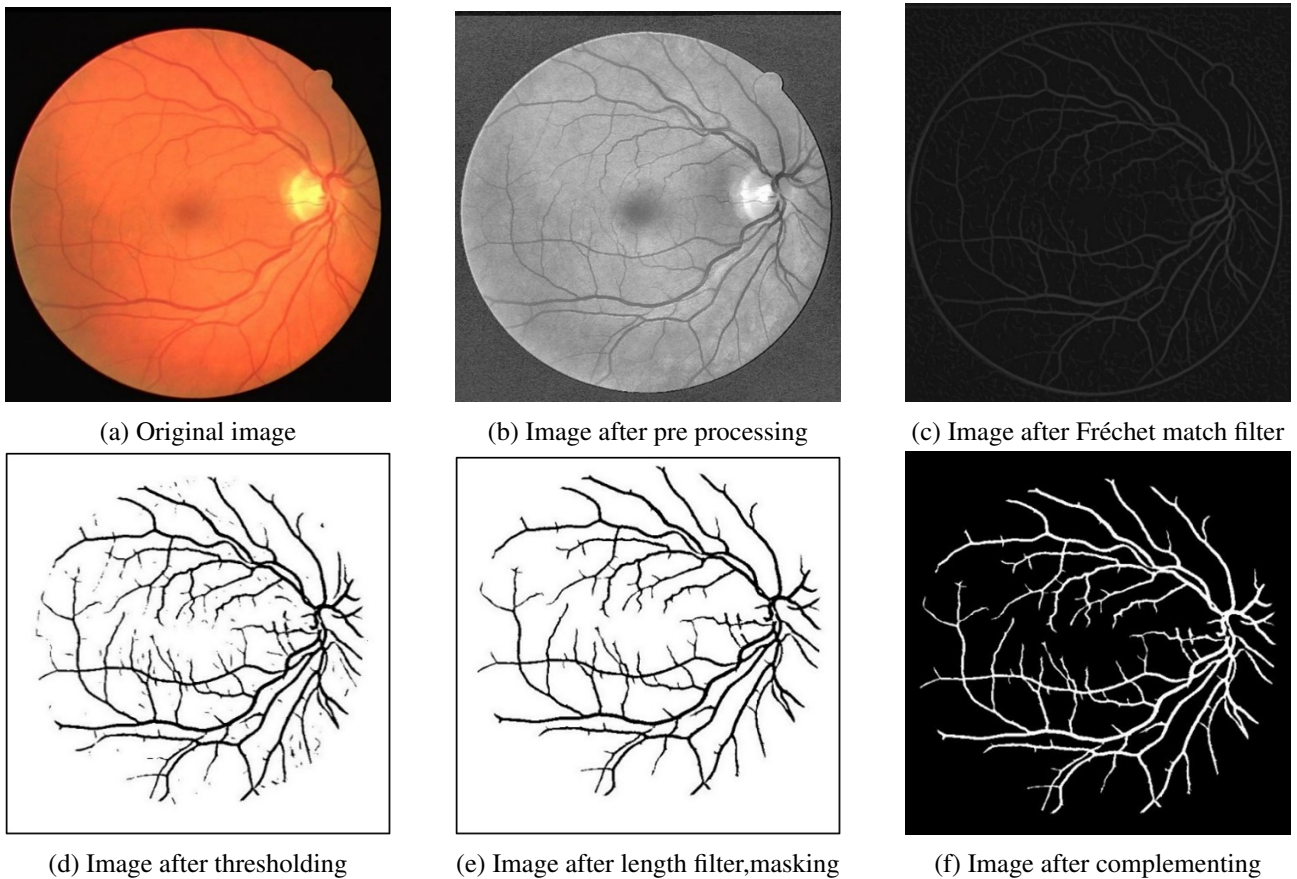 (a) Original image
(b) Image after pre processing
(c) Image after Fréchet match filter
(d) Image after thresholding
(e) Image after length filter,masking
(f) Image after complementing